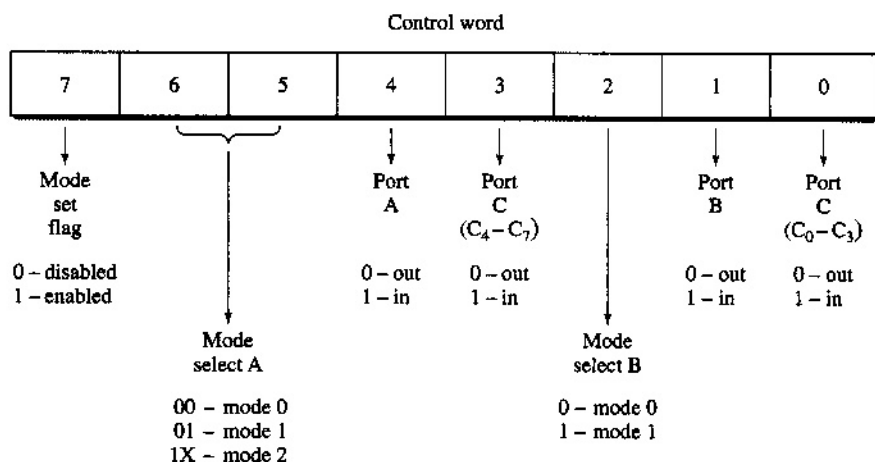 Control word
7 6 5 4 3 2 1 0
Mode
set
flag
0 – disabled
1 – enabled
Mode
select A
00 – mode 0
01 – mode 1
1X – mode 2
Port
A
0 – out
1 – in
Port
C
(C₄–C₇)
0 – out
1 – in
Mode
select B
0 – mode 0
1 – mode 1
Port
B
0 – out
1 – in
Port
C
(C₀–C₃)
0 – out
1 – in